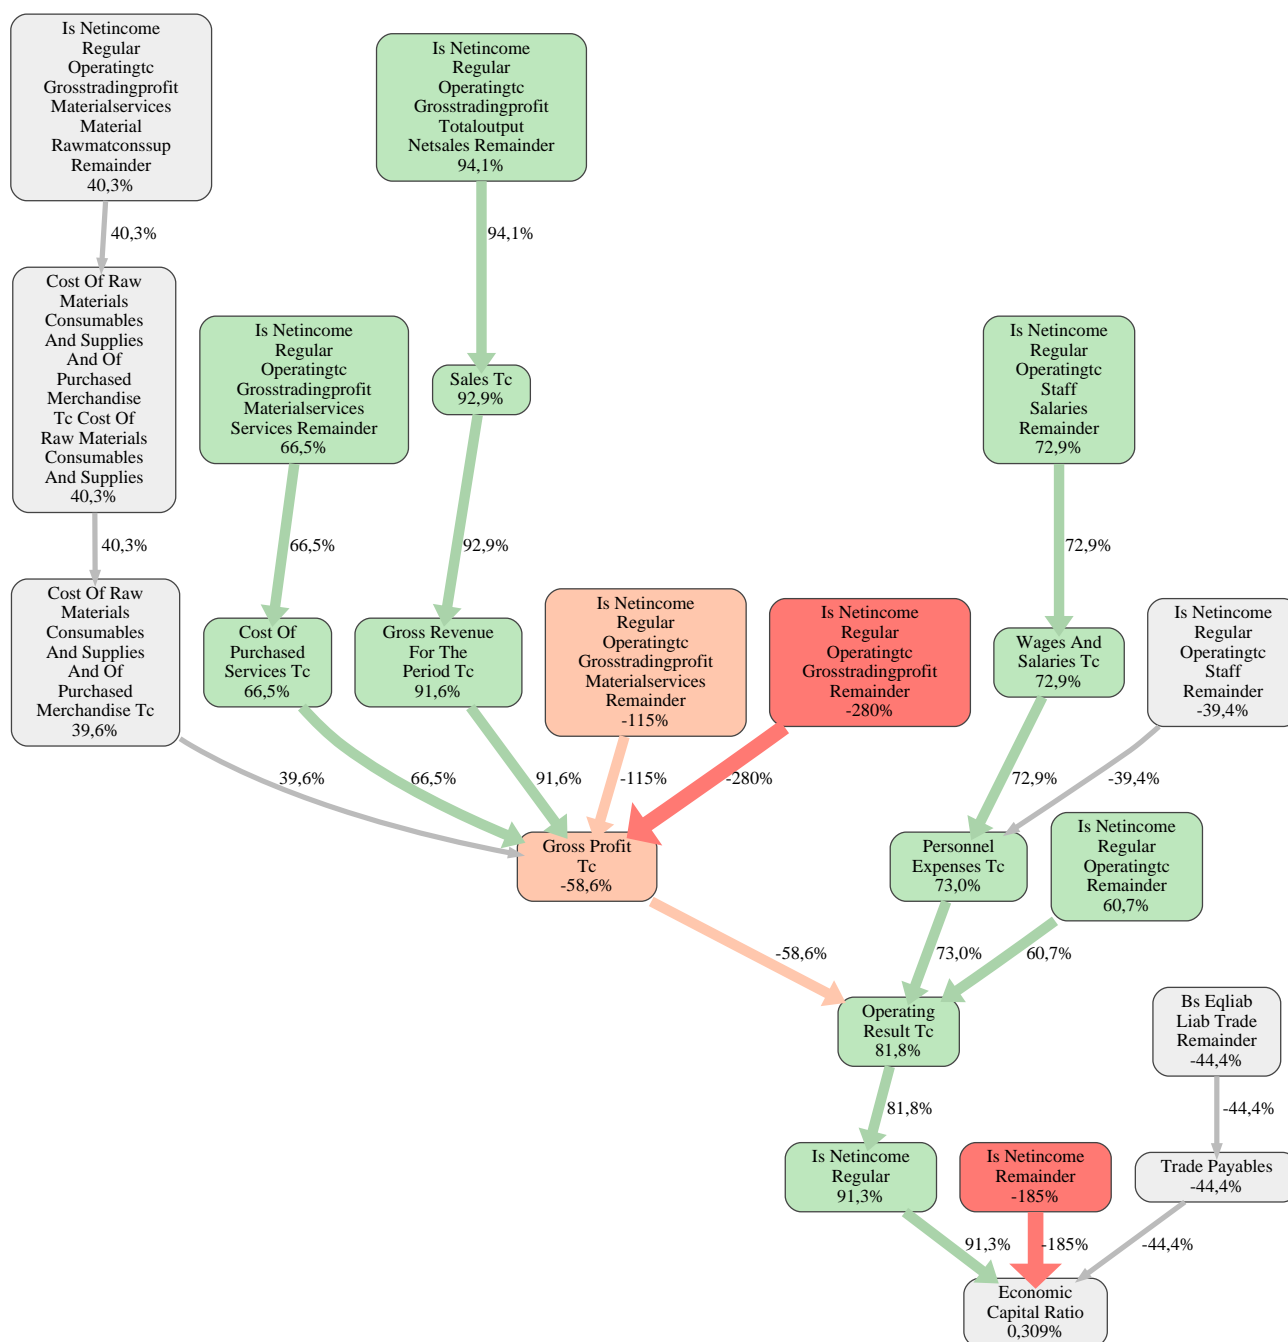 Is Netincome
Regular
Operatingtc
Grosstradingprofit
Materialservices
Material
Rawmatconssup
Remainder
40,3%
Is Netincome
Regular
Operatingtc
Grosstradingprofit
Totaloutput
Netsales Remainder
94,1%
40,3%
94,1%
Cost Of Raw
Materials
Consumables
And Supplies
And Of
Purchased
Merchandise
Tc Cost Of
Raw Materials
Consumables
And Supplies
40,3%
Is Netincome
Regular
Operatingtc
Grosstradingprofit
Materialservices
Services Remainder
66,5%
Sales Tc
92,9%
Is Netincome
Regular
Operatingtc
Staff
Salaries
Remainder
72,9%
40,3%
66,5%
92,9%
72,9%
Cost Of Raw
Materials
Consumables
And Supplies
And Of
Purchased
Merchandise Tc
39,6%
Cost Of
Purchased
Services Tc
66,5%
Gross Revenue
For The
Period Tc
91,6%
Is Netincome
Regular
Operatingtc
Grosstradingprofit
Materialservices
Remainder
-115%
Is Netincome
Regular
Operatingtc
Grosstradingprofit
Remainder
-280%
Wages And
Salaries Tc
72,9%
Is Netincome
Regular
Operatingtc
Staff
Remainder
-39,4%
39,6%
66,5%
91,6%
-115%
-280%
72,9%
-39,4%
Gross Profit
Tc
-58,6%
Personnel
Expenses Tc
73,0%
Is Netincome
Regular
Operatingtc
Remainder
60,7%
-58,6%
73,0%
60,7%
Operating
Result Tc
81,8%
Bs Eqliab
Liab Trade
Remainder
-44,4%
81,8%
-44,4%
Is Netincome
Regular
91,3%
Is Netincome
Remainder
-185%
Trade Payables
-44,4%
91,3%
-185%
-44,4%
Economic
Capital Ratio
0,309%